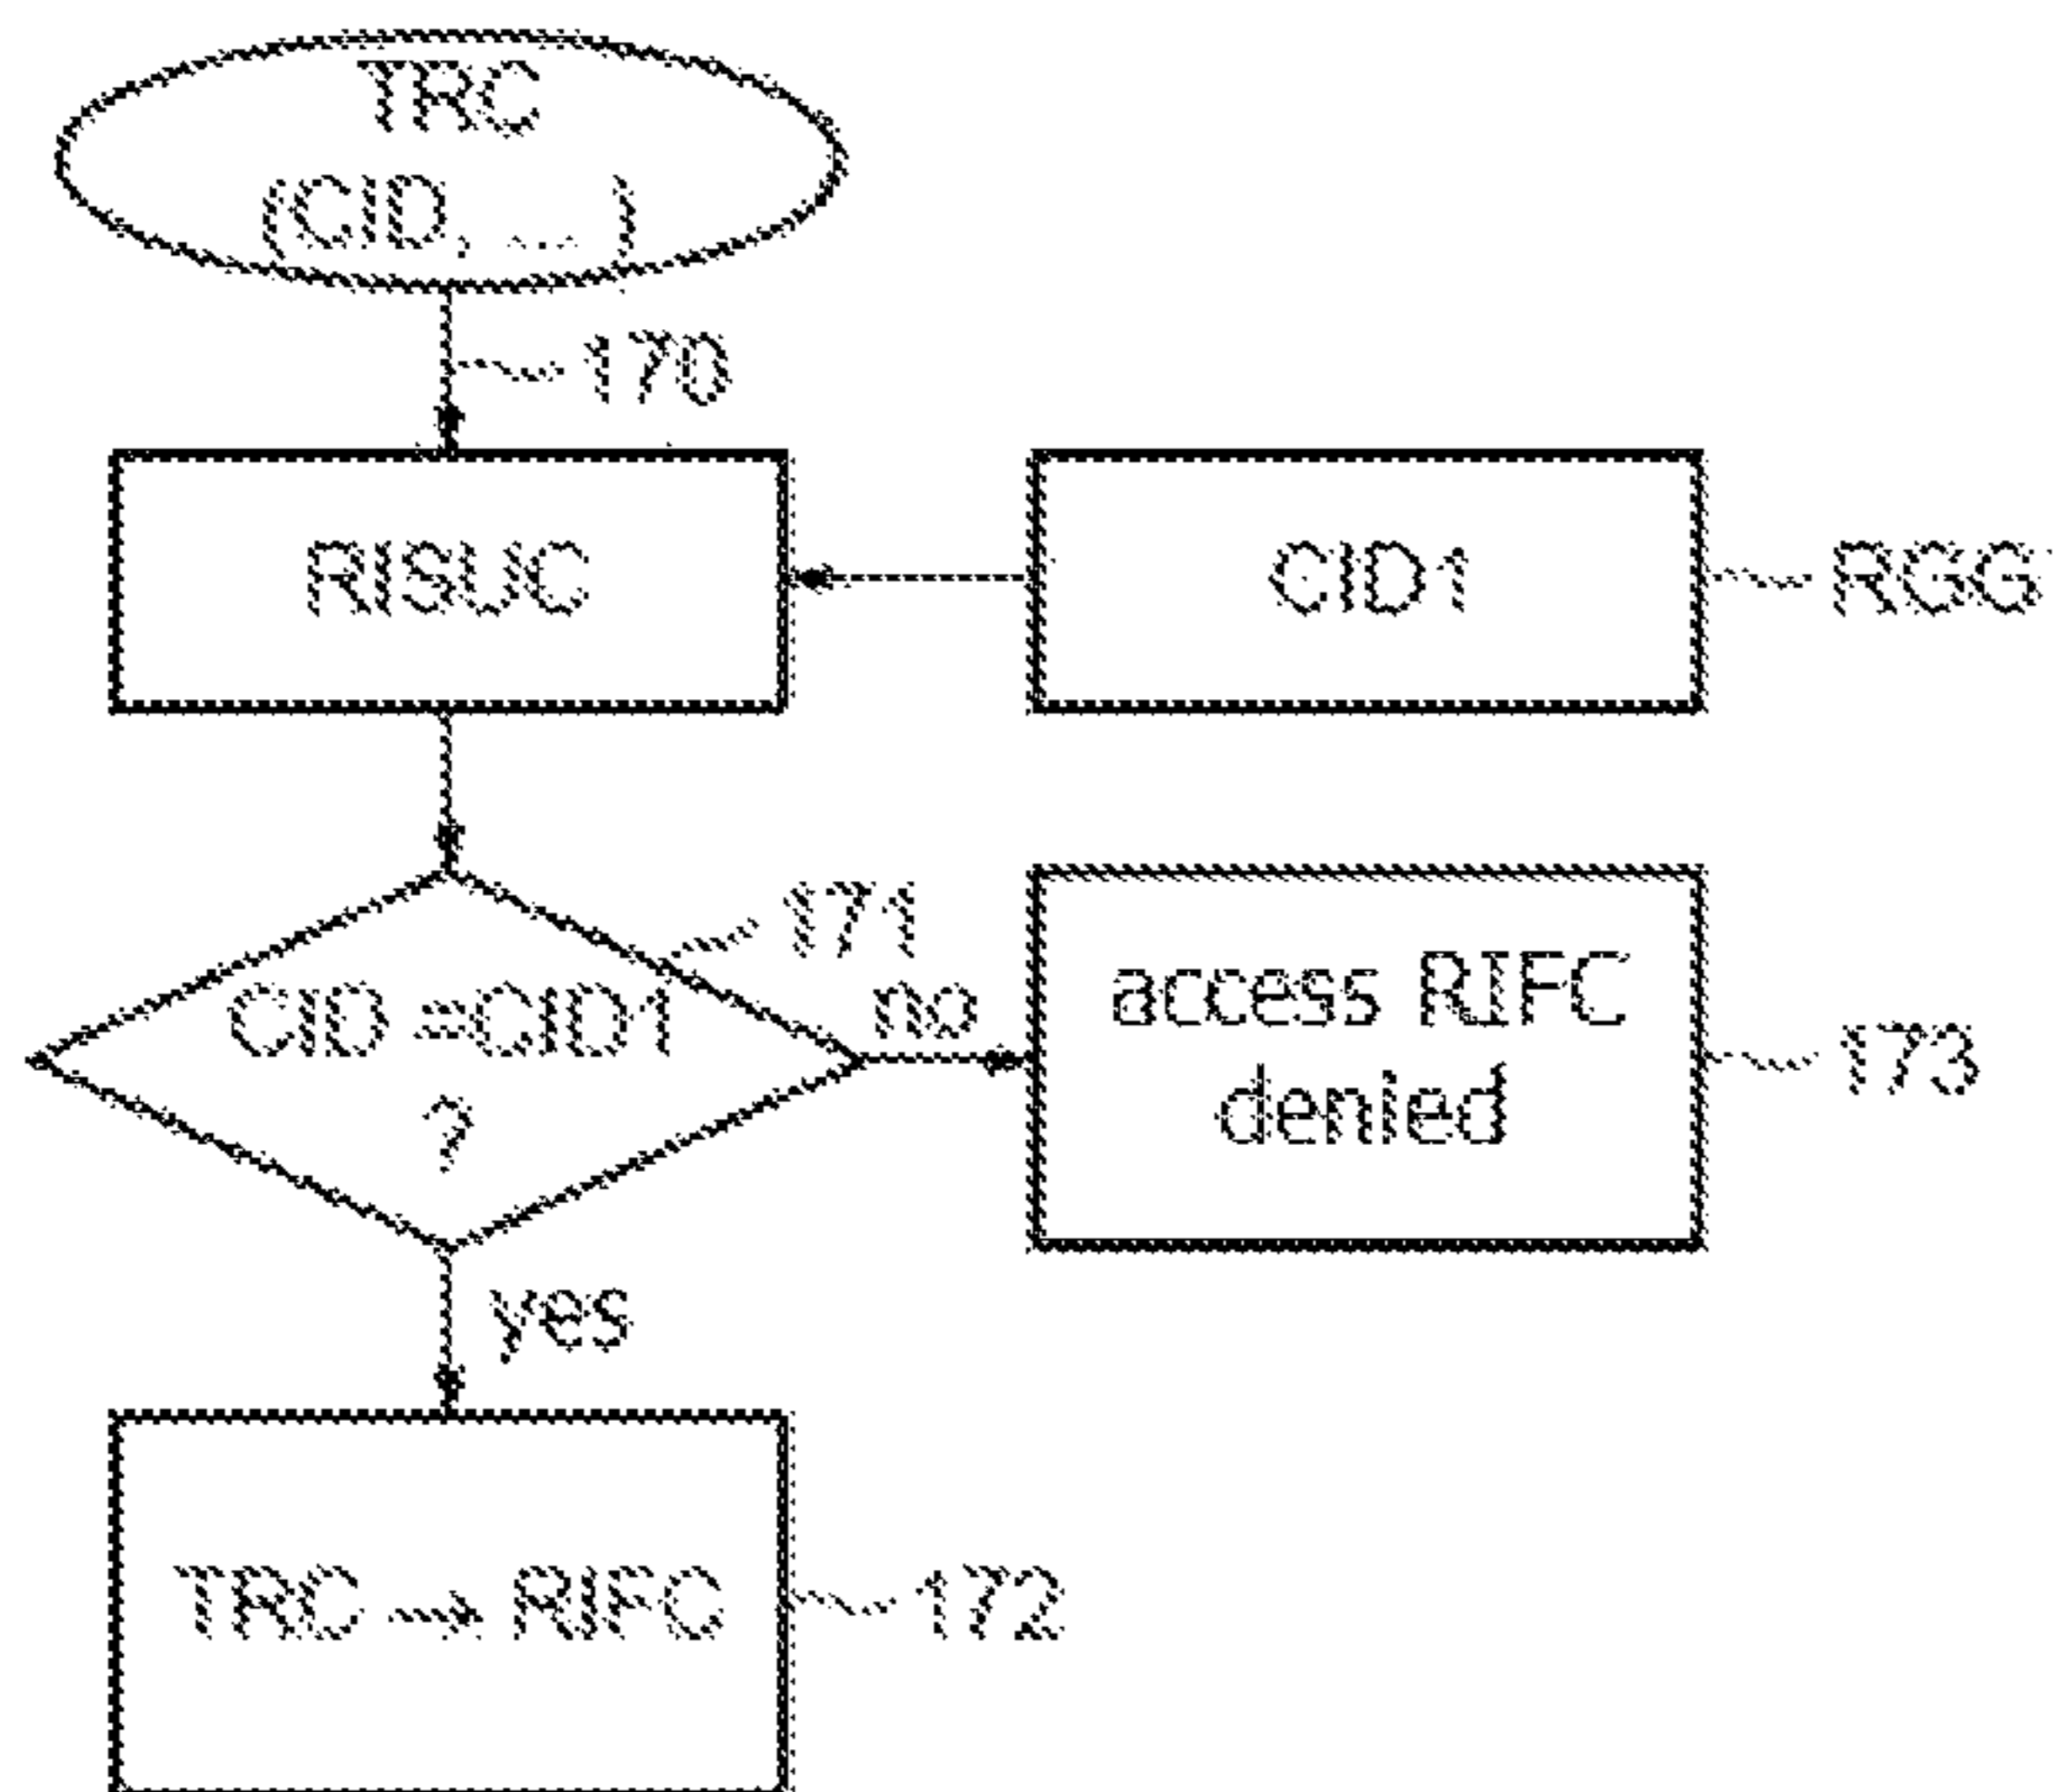 TRC
(CID, ... )
170
RISUC
CID1
RGG
171
CID =CID1
?
no
access RIFC
denied
173
yes
TRC → RIFC
172